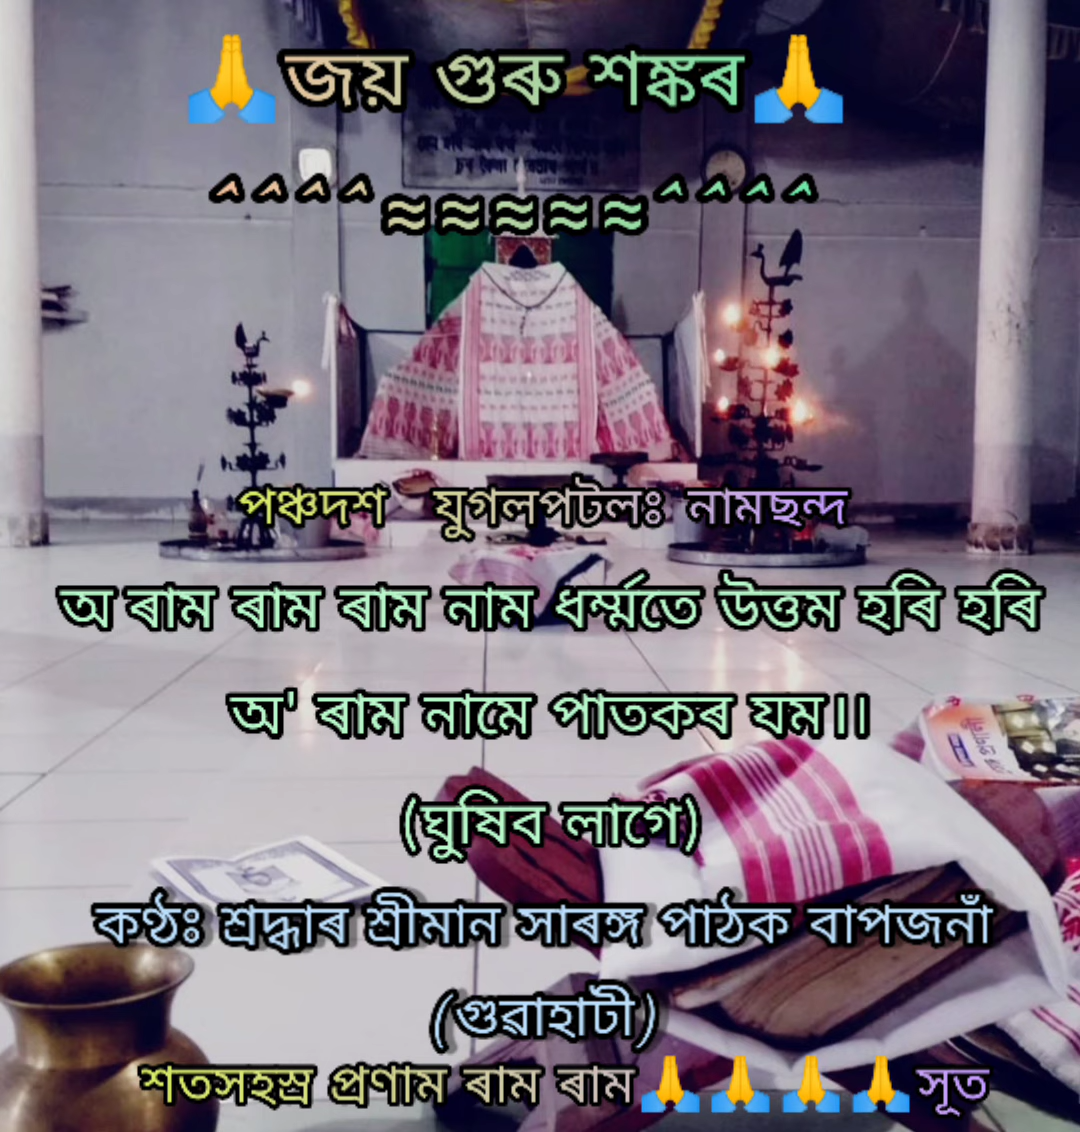 🙏জয় গুৰু শঙ্কৰ🙏
^^^^≈≈≈≈≈^^^^
পঞ্চদশ যুগলপটলঃ নামছন্দ
অ ৰাম ৰাম ৰাম নাম ধৰ্ম্মতে উত্তম হৰি হৰি
অ' ৰাম নামে পাতকৰ যম।।
(ঘুষিব লাগে)
কণ্ঠঃ শ্ৰদ্ধাৰ শ্ৰীমান সাৰঙ্গ পাঠক বাপজনাঁ
(গুৱাহাটী)
শতসহস্ৰ প্ৰণাম ৰাম ৰাম🙏🙏🙏🙏সূত